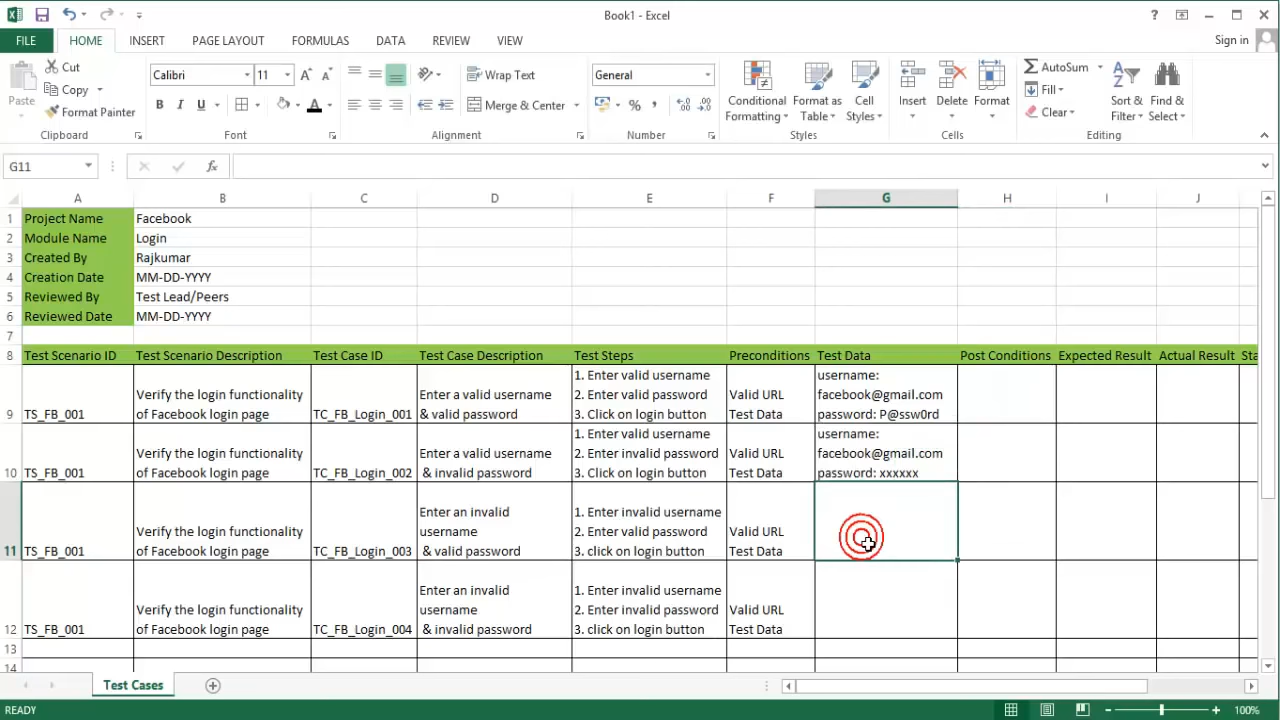 Book1 - Excel
FILE HOME INSERT PAGE LAYOUT FORMULAS DATA REVIEW VIEW Sign in
Paste
Cut
Copy
Format Painter
Clipboard
Calibri 11
B I U A
Font
Wrap Text
Merge & Center
Alignment
General
Number
Conditional Formatting
Format as Table
Cell Styles
Styles
Insert
Delete
Format
Cells
AutoSum
Fill
Clear
Sort & Filter
Find & Select
Editing
G11 fx
A B C D E F G H I J
1 Project Name Facebook
2 Module Name Login
3 Created By Rajkumar
4 Creation Date MM-DD-YYYY
5 Reviewed By Test Lead/Peers
6 Reviewed Date MM-DD-YYYY
7
8 Test Scenario ID Test Scenario Description Test Case ID Test Case Description Test Steps Preconditions Test Data Post Conditions Expected Result Actual Result Sta
9 TS_FB_001
Verify the login functionality
of Facebook login page
TC_FB_Login_001
Enter a valid username
& valid password
1. Enter valid username
2. Enter valid password
3. Click on login button
Valid URL
Test Data
username:
facebook@gmail.com
password: P@ssw0rd
10 TS_FB_001
Verify the login functionality
of Facebook login page
TC_FB_Login_002
Enter a valid username
& invalid password
1. Enter valid username
2. Enter invalid password
3. Click on login button
Valid URL
Test Data
username:
facebook@gmail.com
password: xxxxxx
11 TS_FB_001
Verify the login functionality
of Facebook login page
TC_FB_Login_003
Enter an invalid
username
& valid password
1. Enter invalid username
2. Enter valid password
3. click on login button
Valid URL
Test Data
12 TS_FB_001
Verify the login functionality
of Facebook login page
TC_FB_Login_004
Enter an invalid
username
& invalid password
1. Enter invalid username
2. Enter invalid password
3. click on login button
Valid URL
Test Data
13
14
Test Cases
READY 100%